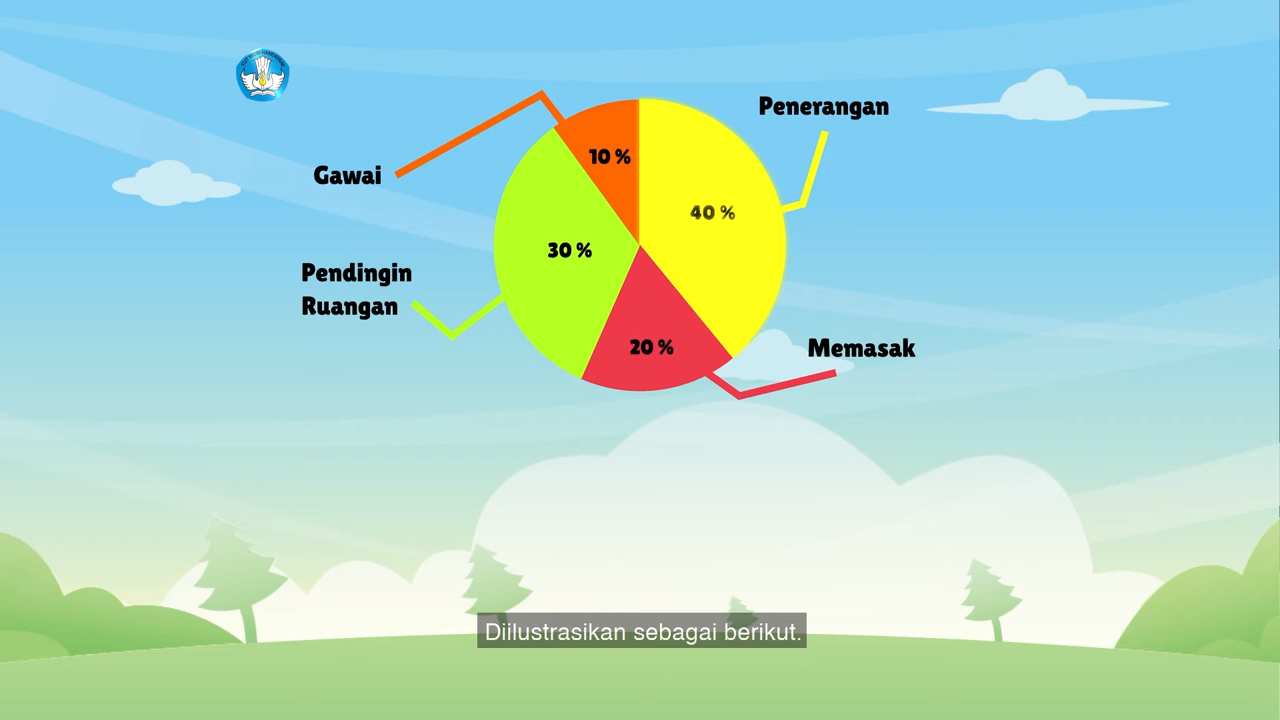 Penerangan
Gawai
10 %
40 %
30 %
Pendingin
Ruangan
20 %
Memasak
Diilustrasikan sebagai berikut.